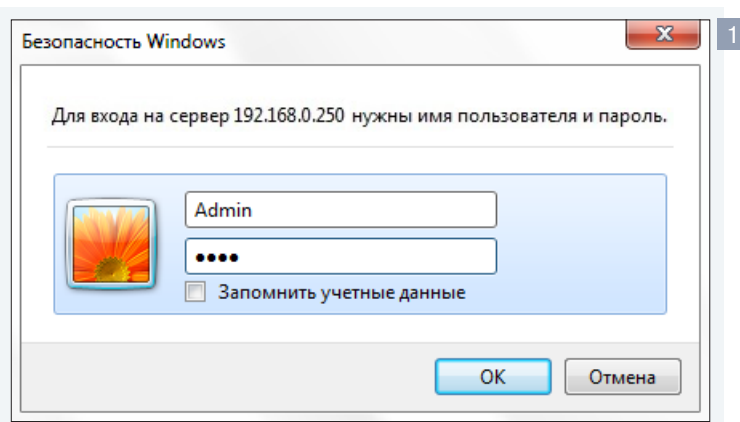 Безопасность Windows
1
Для входа на сервер 192.168.0.250 нужны имя пользователя и пароль.
Admin
••••
Запомнить учетные данные
ОК
Отмена